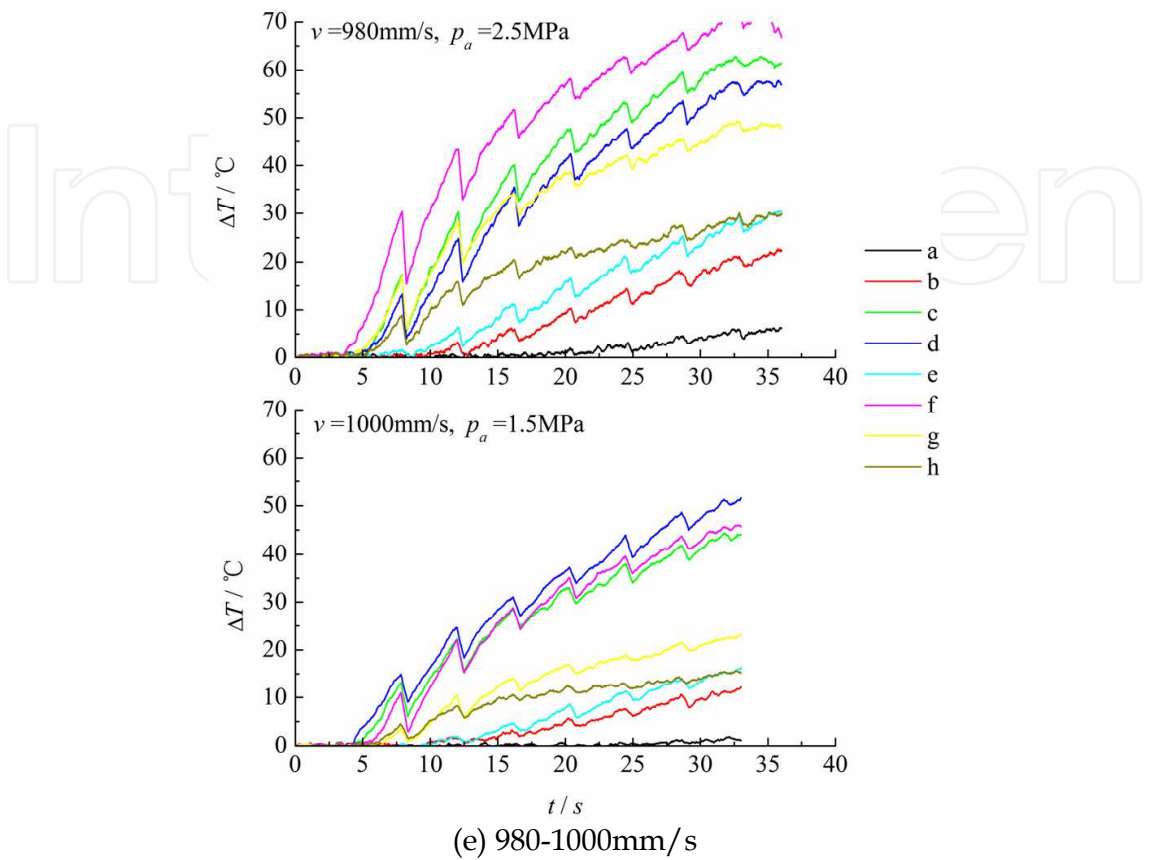 v=980mm/s, pₐ=2.5MPa
70
60
50
40
30
20
10
0
ΔT / ℃
0 5 10 15 20 25 30 35 40
a
b
c
d
e
f
g
h
v=1000mm/s, pₐ=1.5MPa
70
60
50
40
30
20
10
0
ΔT / ℃
0 5 10 15 20 25 30 35 40
t / s
(e) 980-1000mm/s